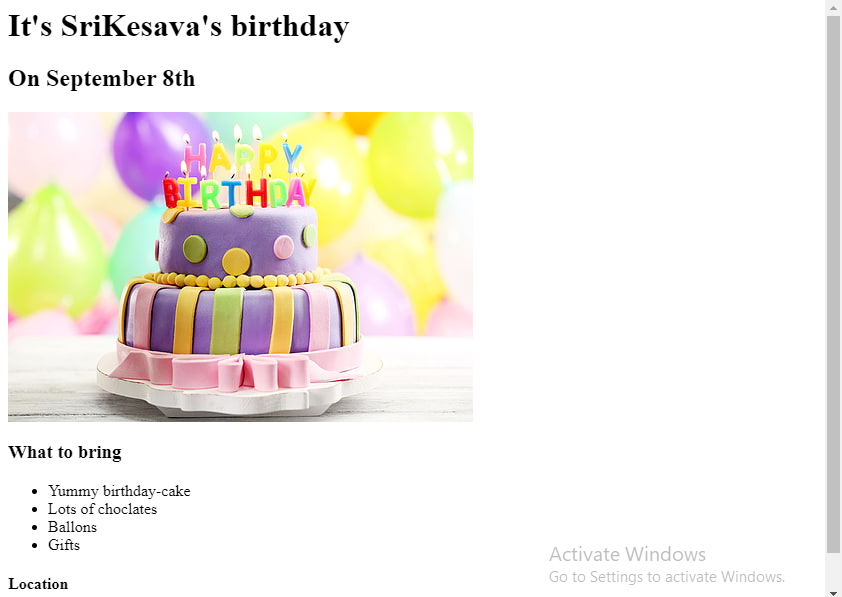 It's SriKesava's birthday
On September 8th
HAPPY
BIRTHDAY
What to bring
Yummy birthday-cake
Lots of choclates
Ballons
Gifts
Location
Activate Windows
Go to Settings to activate Windows.